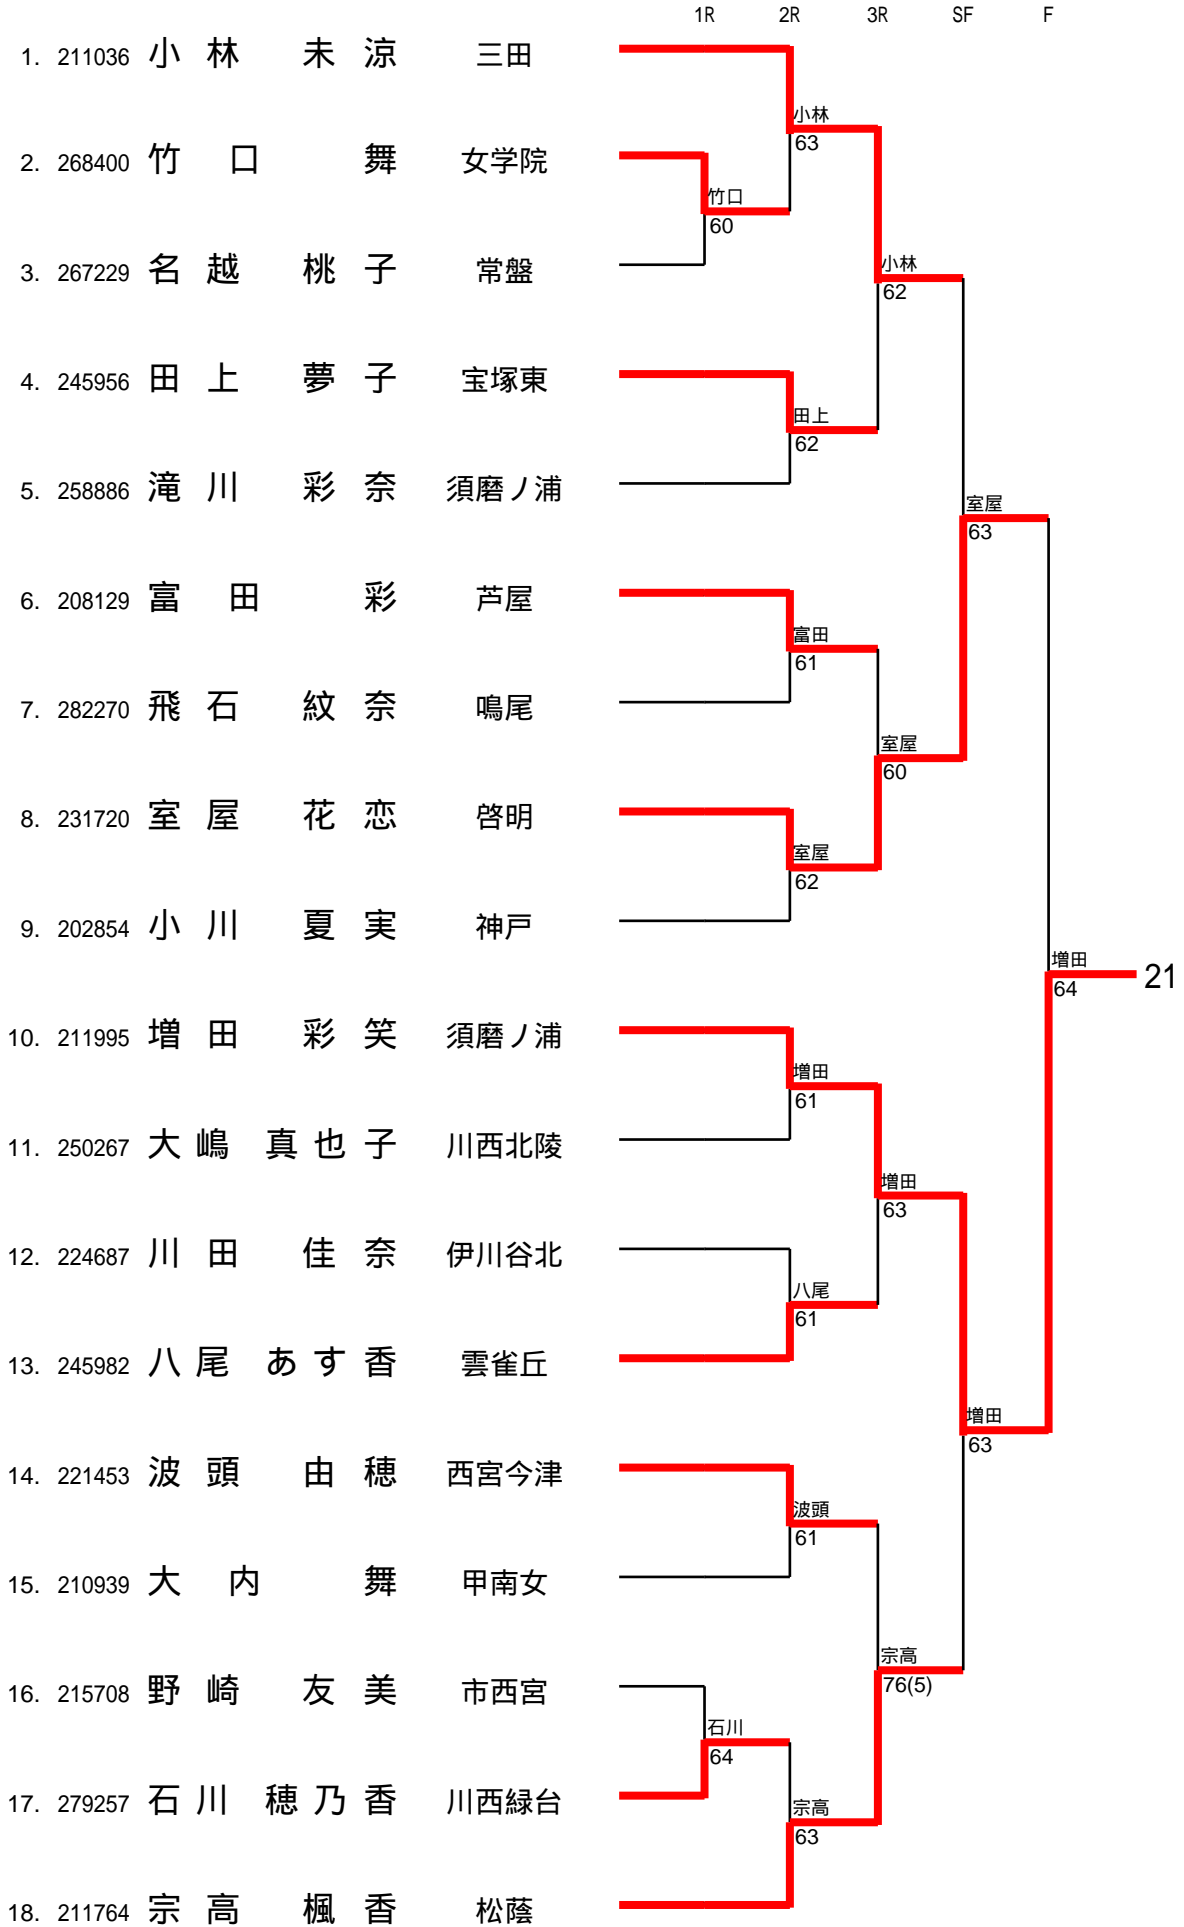 1R 2R 3R SF F
1. 211036 小林 未涼 三田
小林
63
2. 268400 竹口 舞 女学院
竹口
60
3. 267229 名越 桃子 常盤
小林
62
4. 245956 田上 夢子 宝塚東
田上
62
5. 258886 滝川 彩奈 須磨ノ浦
室屋
63
6. 208129 富田 彩 芦屋
富田
61
7. 282270 飛石 紋奈 鳴尾
室屋
60
8. 231720 室屋 花恋 啓明
室屋
62
9. 202854 小川 夏実 神戸
増田
64
21
10. 211995 増田 彩笑 須磨ノ浦
増田
61
11. 250267 大嶋 真也子 川西北陵
増田
63
12. 224687 川田 佳奈 伊川谷北
八尾
61
13. 245982 八尾 あす香 雲雀丘
増田
63
14. 221453 波頭 由穂 西宮今津
波頭
61
15. 210939 大内 舞 甲南女
宗高
76(5)
16. 215708 野崎 友美 市西宮
石川
64
17. 279257 石川 穂乃香 川西緑台
宗高
63
18. 211764 宗高 楓香 松蔭